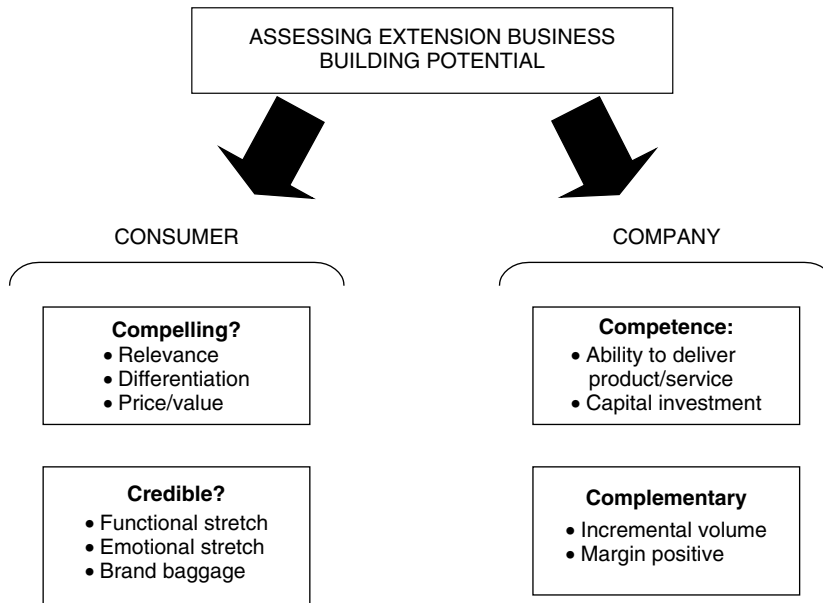 ASSESSING EXTENSION BUSINESS
BUILDING POTENTIAL
CONSUMER
Compelling?
• Relevance
• Differentiation
• Price/value
Credible?
• Functional stretch
• Emotional stretch
• Brand baggage
COMPANY
Competence:
• Ability to deliver
product/service
• Capital investment
Complementary
• Incremental volume
• Margin positive